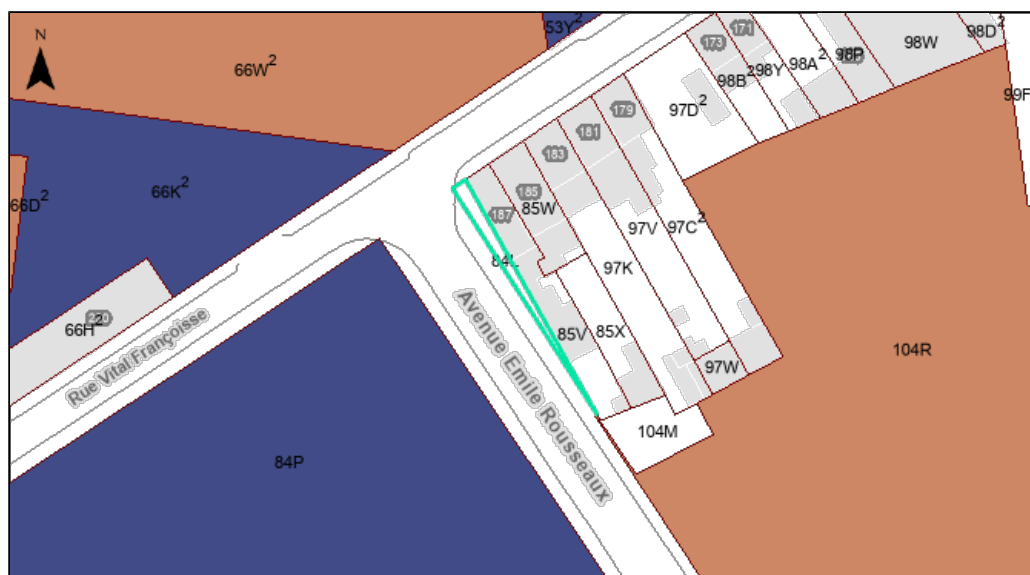 N
53Y²
66W²
171
173
98D²
98W
98P
98A²
98Y
98B²
99F
179
97D²
181
183
66K²
66D²
185
85W
187
97V
97C²
84L
97K
66H²
Rue Vital Françoisse
Avenue Emile Rousseaux
85V
85X
104R
97W
104M
84P